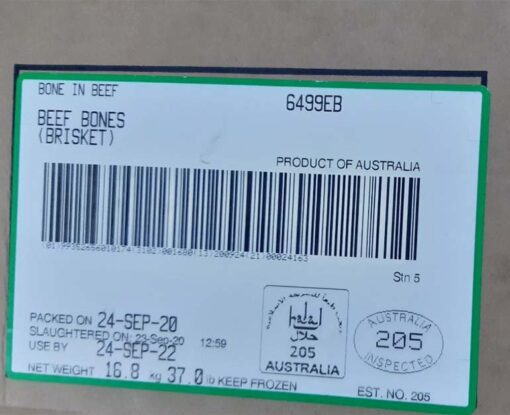 BONE IN BEEF
6499EB
BEEF BONES
(BRISKET)
PRODUCT OF AUSTRALIA
Stn 5
PACKED ON 24-SEP-20
SLAUGHTERED ON: 23-Sep-20 12:59
USE BY 24-SEP-22
NET WEIGHT 16.8 kg 37.0 lb KEEP FROZEN
halal
حلال
205
AUSTRALIA
AUSTRALIA
205
INSPECTED
EST. NO. 205